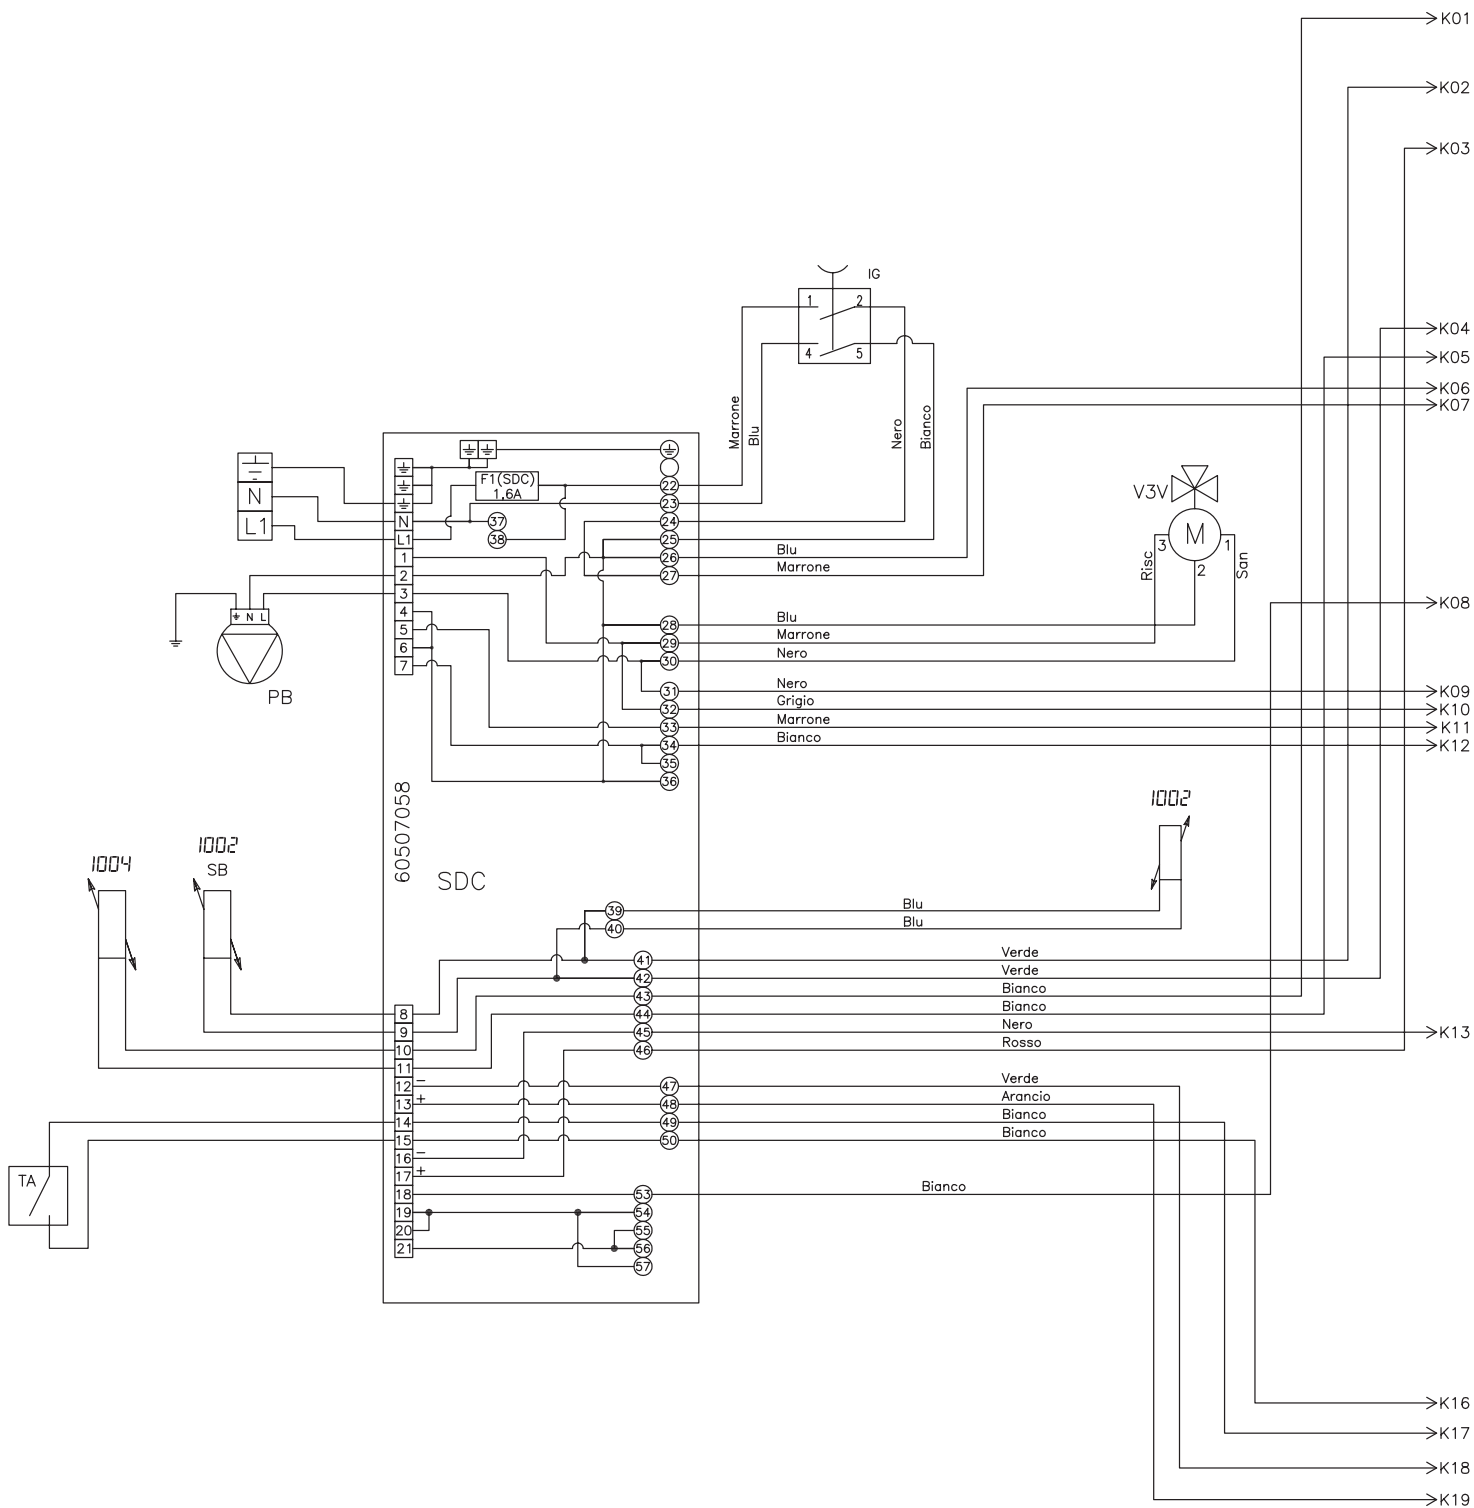 K01
K02
K03
IG
1 2
4 5
K04
K05
K06
K07
Marrone
Blu
Nero
Bianco
N
L1
F1(SDC)
1,6A
22
23
N
37
24
L1
38
25
1
26
Blu
2
27
Marrone
3
4
28
Blu
5
29
Marrone
6
30
Nero
7
N L
PB
V3V
M
3
1
2
Risc
San
K08
31
Nero
K09
32
Grigio
K10
33
Marrone
K11
34
Bianco
K12
35
36
60507058
SDC
1004
1002
SB
1002
39
Blu
40
Blu
41
Verde
42
Verde
43
Bianco
8
44
Bianco
9
45
Nero
K13
10
46
Rosso
11
12 –
47
Verde
13 +
48
Arancio
14
49
Bianco
15
50
Bianco
16 –
17 +
TA
18
53
Bianco
19
54
20
55
21
56
57
K16
K17
K18
K19